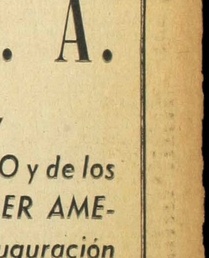 . A.
y
O y de los
ER AME-
uguración